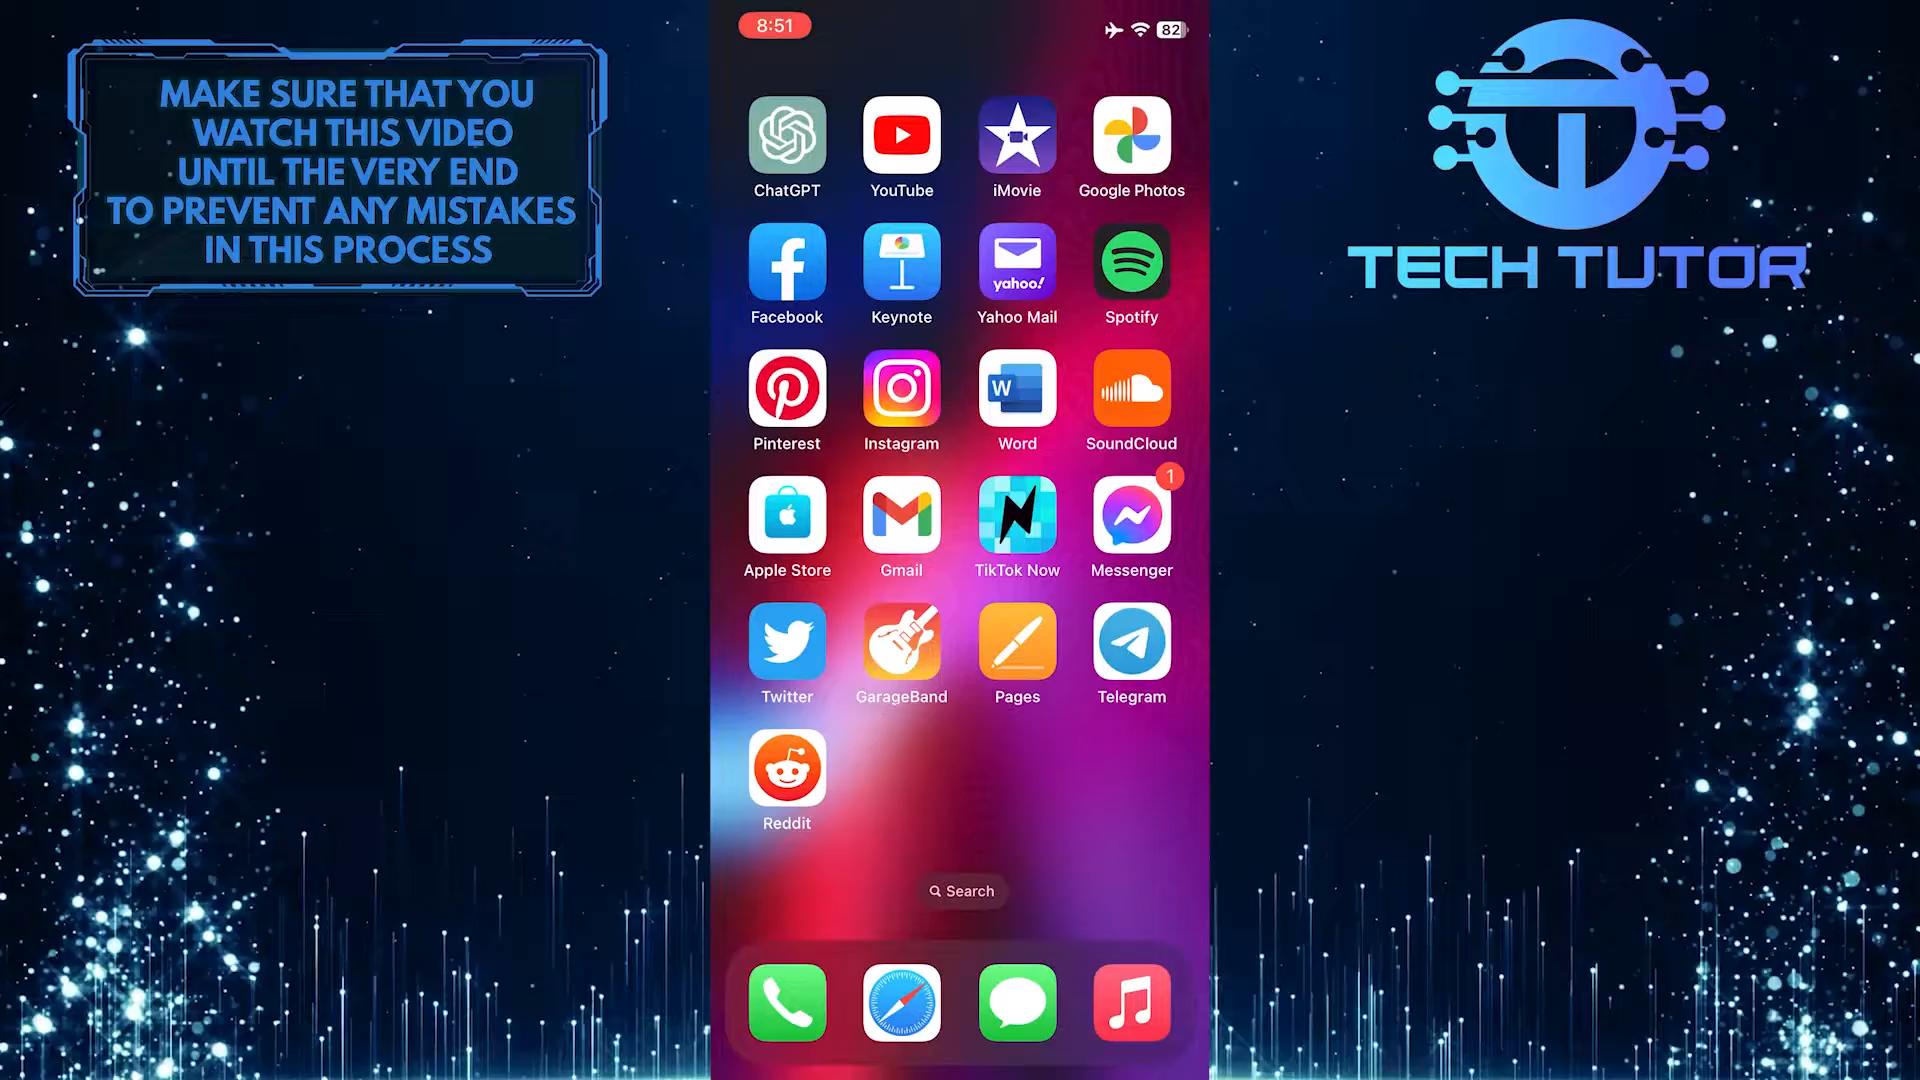 MAKE SURE THAT YOU
WATCH THIS VIDEO
UNTIL THE VERY END
TO PREVENT ANY MISTAKES
IN THIS PROCESS
8:51
82
ChatGPT YouTube iMovie Google Photos
yahoo!
Facebook Keynote Yahoo Mail Spotify
W
Pinterest Instagram Word SoundCloud
1
Apple Store Gmail TikTok Now Messenger
Twitter GarageBand Pages Telegram
Reddit
Search
TECH TUTOR